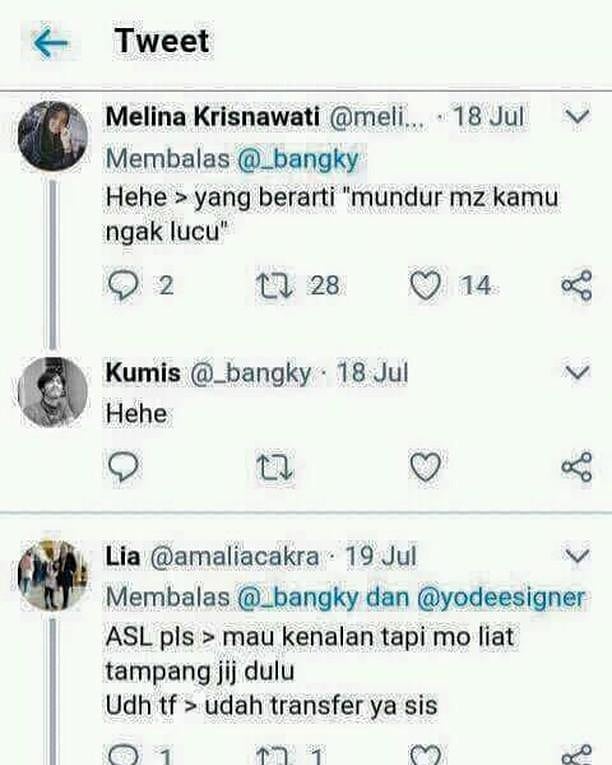 Tweet
Melina Krisnawati @meli... · 18 Jul
Membalas @_bangky
Hehe > yang berarti "mundur mz kamu
ngak lucu"
2 28 14
Kumis @_bangky · 18 Jul
Hehe
Lia @amaliacakra · 19 Jul
Membalas @_bangky dan @yodeesigner
ASL pls > mau kenalan tapi mo liat
tampang jij dulu
Udh tf > udah transfer ya sis
1 1